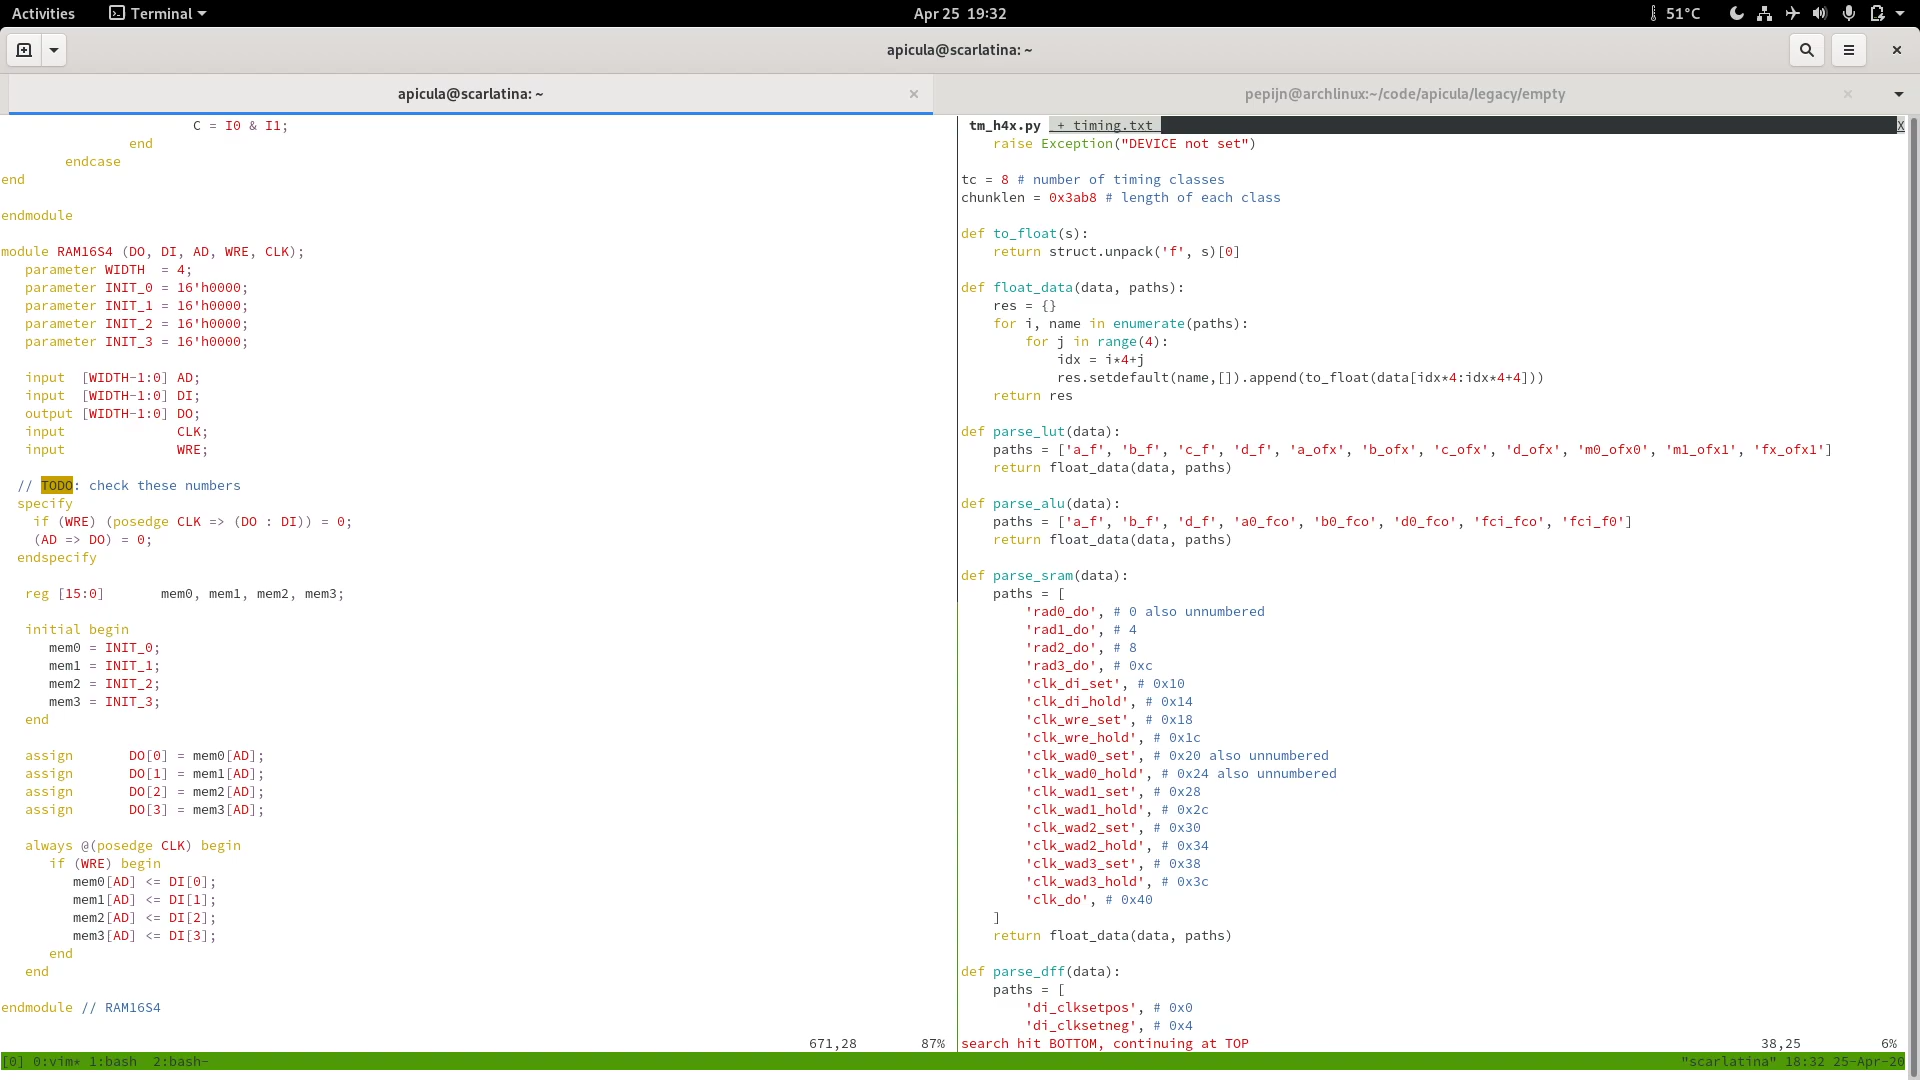 Activities Terminal Apr 25 19:32 51°C
apicula@scarlatina: ~
apicula@scarlatina: ~ × pepijn@archlinux:~/code/apicula/legacy/empty ×
C = I0 & I1;
end
endcase
end
endmodule
module RAM16S4 (DO, DI, AD, WRE, CLK);
parameter WIDTH  = 4;
parameter INIT_0 = 16'h0000;
parameter INIT_1 = 16'h0000;
parameter INIT_2 = 16'h0000;
parameter INIT_3 = 16'h0000;
input  [WIDTH-1:0] AD;
input  [WIDTH-1:0] DI;
output [WIDTH-1:0] DO;
input              CLK;
input              WRE;
// TODO: check these numbers
specify
if (WRE) (posedge CLK => (DO : DI)) = 0;
(AD => DO) = 0;
endspecify
reg [15:0]       mem0, mem1, mem2, mem3;
initial begin
mem0 = INIT_0;
mem1 = INIT_1;
mem2 = INIT_2;
mem3 = INIT_3;
end
assign       DO[0] = mem0[AD];
assign       DO[1] = mem1[AD];
assign       DO[2] = mem2[AD];
assign       DO[3] = mem3[AD];
always @(posedge CLK) begin
if (WRE) begin
mem0[AD] <= DI[0];
mem1[AD] <= DI[1];
mem2[AD] <= DI[2];
mem3[AD] <= DI[3];
end
end
endmodule // RAM16S4
671,28 87%
tm_h4x.py + timing.txt X
raise Exception("DEVICE not set")
tc = 8 # number of timing classes
chunklen = 0x3ab8 # length of each class
def to_float(s):
return struct.unpack('f', s)[0]
def float_data(data, paths):
res = {}
for i, name in enumerate(paths):
for j in range(4):
idx = i*4+j
res.setdefault(name,[]).append(to_float(data[idx*4:idx*4+4]))
return res
def parse_lut(data):
paths = ['a_f', 'b_f', 'c_f', 'd_f', 'a_ofx', 'b_ofx', 'c_ofx', 'd_ofx', 'm0_ofx0', 'm1_ofx1', 'fx_ofx1']
return float_data(data, paths)
def parse_alu(data):
paths = ['a_f', 'b_f', 'd_f', 'a0_fco', 'b0_fco', 'd0_fco', 'fci_fco', 'fci_f0']
return float_data(data, paths)
def parse_sram(data):
paths = [
'rad0_do', # 0 also unnumbered
'rad1_do', # 4
'rad2_do', # 8
'rad3_do', # 0xc
'clk_di_set', # 0x10
'clk_di_hold', # 0x14
'clk_wre_set', # 0x18
'clk_wre_hold', # 0x1c
'clk_wad0_set', # 0x20 also unnumbered
'clk_wad0_hold', # 0x24 also unnumbered
'clk_wad1_set', # 0x28
'clk_wad1_hold', # 0x2c
'clk_wad2_set', # 0x30
'clk_wad2_hold', # 0x34
'clk_wad3_set', # 0x38
'clk_wad3_hold', # 0x3c
'clk_do', # 0x40
]
return float_data(data, paths)
def parse_dff(data):
paths = [
'di_clksetpos', # 0x0
'di_clksetneg', # 0x4
search hit BOTTOM, continuing at TOP 38,25 6%
[0] 0:vim* 1:bash  2:bash- "scarlatina" 18:32 25-Apr-20